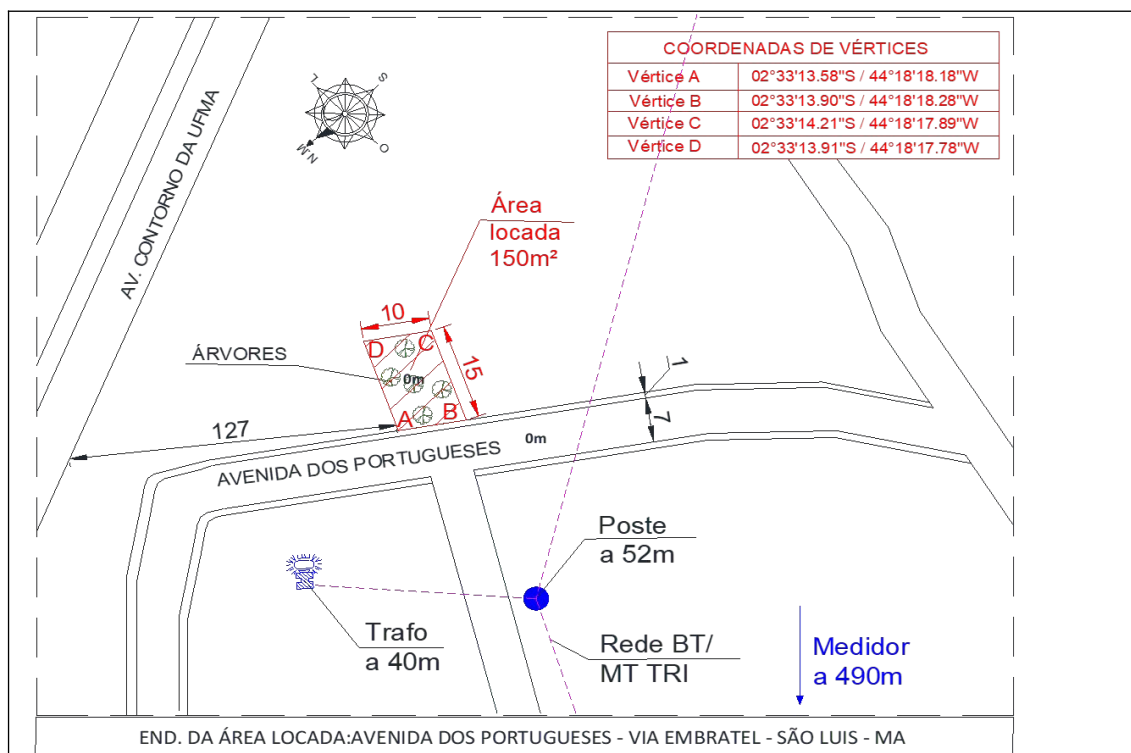 COORDENADAS DE VÉRTICES
Vértice A 02°33'13.58"S / 44°18'18.18"W
Vértice B 02°33'13.90"S / 44°18'18.28"W
Vértice C 02°33'14.21"S / 44°18'17.89"W
Vértice D 02°33'13.91"S / 44°18'17.78"W
AV. CONTORNO DA UFMA
L
S
O
N.M
Área
locada
150m²
10
D
C
15
ÁRVORES
0m
A
B
1
7
127
AVENIDA DOS PORTUGUESES
0m
Poste
a 52m
Trafo
a 40m
Rede BT/
MT TRI
Medidor
a 490m
END. DA ÁREA LOCADA:AVENIDA DOS PORTUGUESES - VIA EMBRATEL - SÃO LUIS - MA